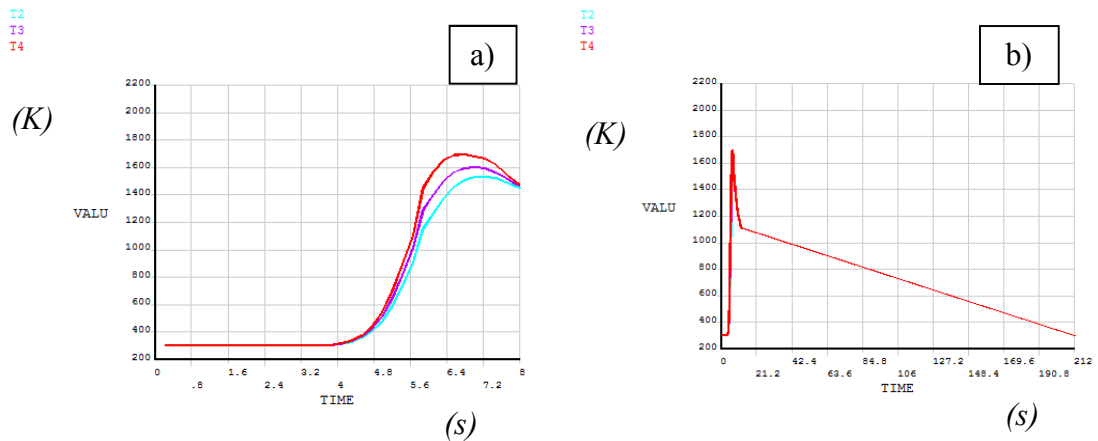 T2
T3
T4
a)
(K)
VALU
2200
2000
1800
1600
1400
1200
1000
800
600
400
200
0 1.6 3.2 4.8 6.4 8
.8 2.4 4 5.6 7.2
TIME
(s)
T2
T3
T4
b)
(K)
VALU
2200
2000
1800
1600
1400
1200
1000
800
600
400
200
0 42.4 84.8 127.2 169.6 212
21.2 63.6 106 148.4 190.8
TIME
(s)